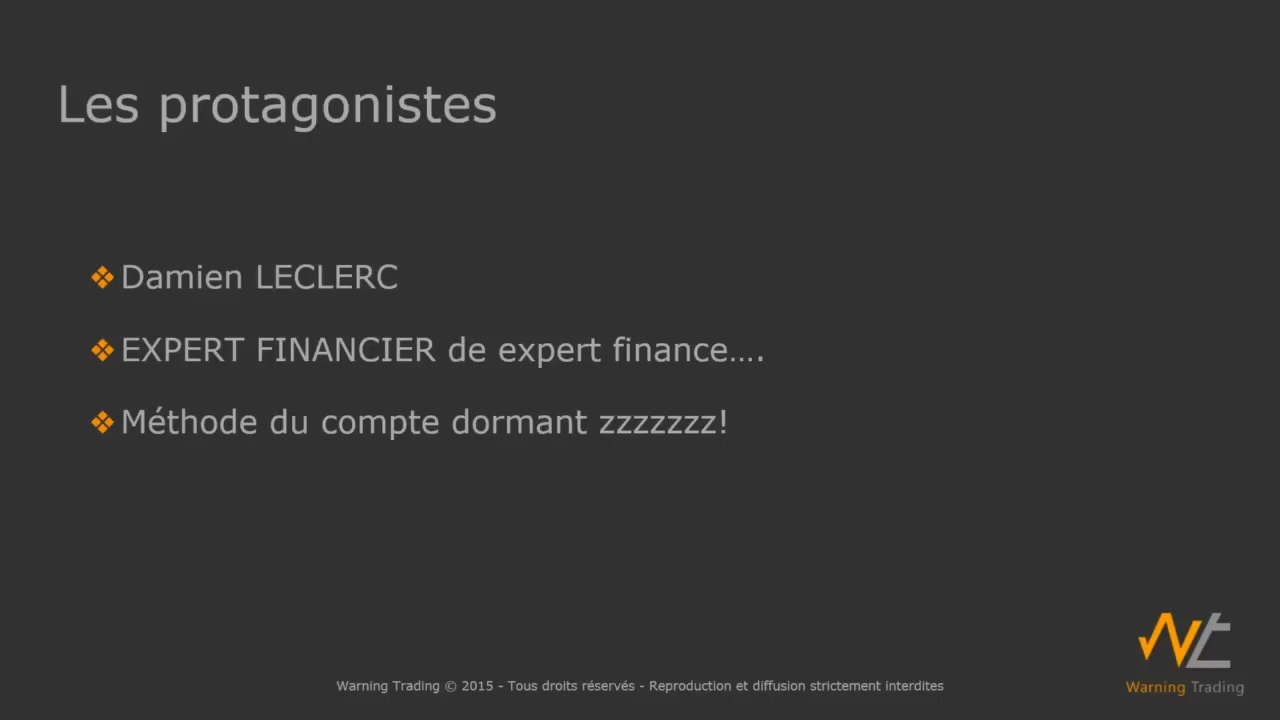 Les protagonistes
❖ Damien LECLERC
❖ EXPERT FINANCIER de expert finance….
❖ Méthode du compte dormant zzzzzzz!
Warning Trading © 2015 - Tous droits réservés - Reproduction et diffusion strictement interdites
Warning Trading